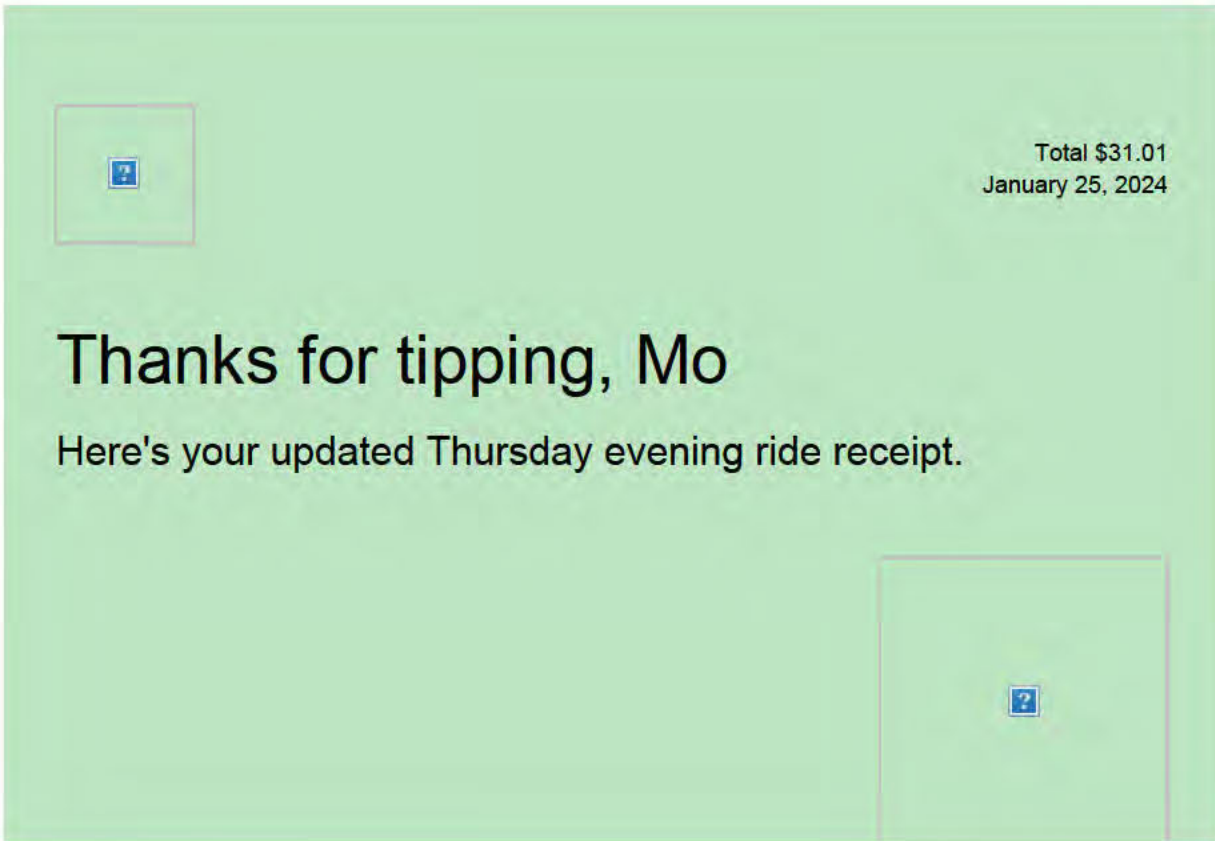 Total $31.01
January 25, 2024
Thanks for tipping, Mo
Here's your updated Thursday evening ride receipt.